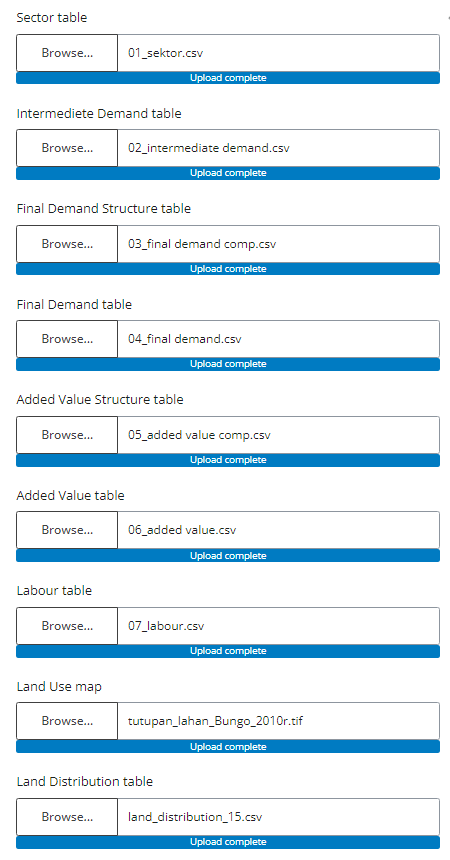 Sector table
Browse... 01_sektor.csv
Upload complete
Intermediete Demand table
Browse... 02_intermediate demand.csv
Upload complete
Final Demand Structure table
Browse... 03_final demand comp.csv
Upload complete
Final Demand table
Browse... 04_final demand.csv
Upload complete
Added Value Structure table
Browse... 05_added value comp.csv
Upload complete
Added Value table
Browse... 06_added value.csv
Upload complete
Labour table
Browse... 07_labour.csv
Upload complete
Land Use map
Browse... tutupan_lahan_Bungo_2010r.tif
Upload complete
Land Distribution table
Browse... land_distribution_15.csv
Upload complete